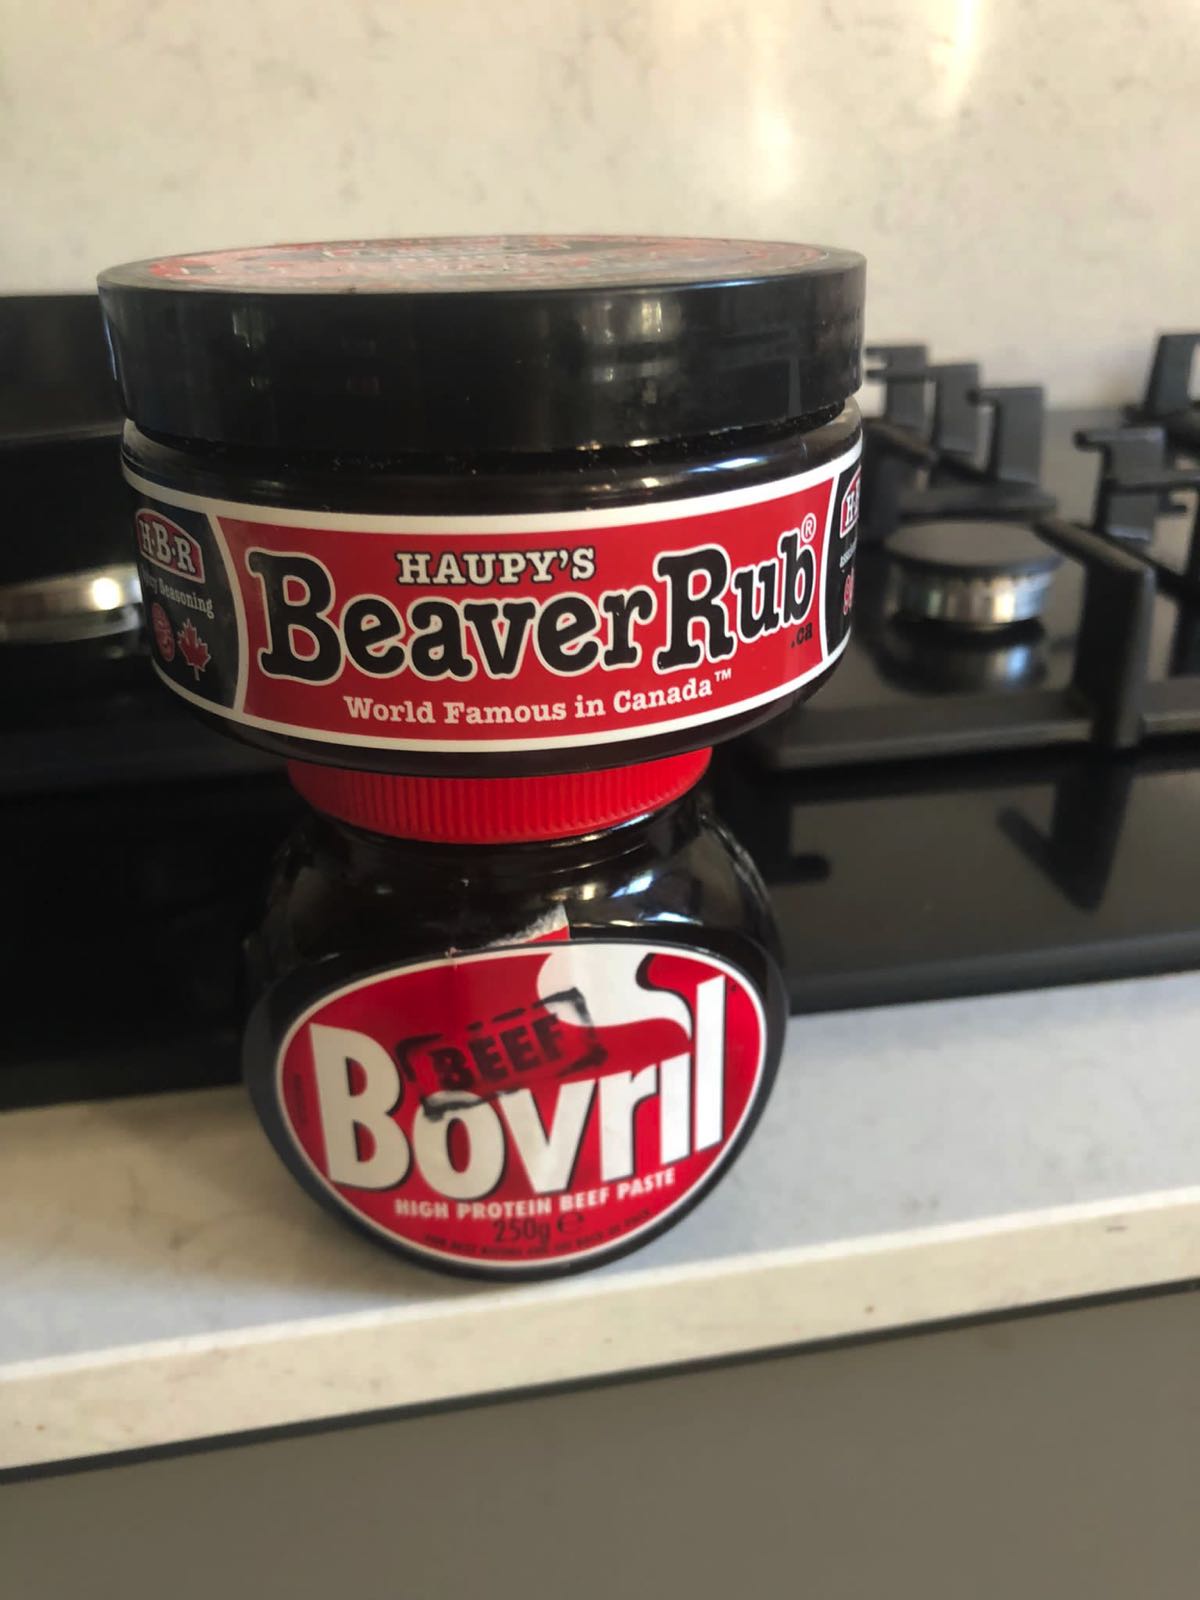 H·B·R
Seasoning
HAUPY'S
BeaverRub®
.ca
World Famous in Canada™
BEEF
Bovril
HIGH PROTEIN BEEF PASTE
250g ℮